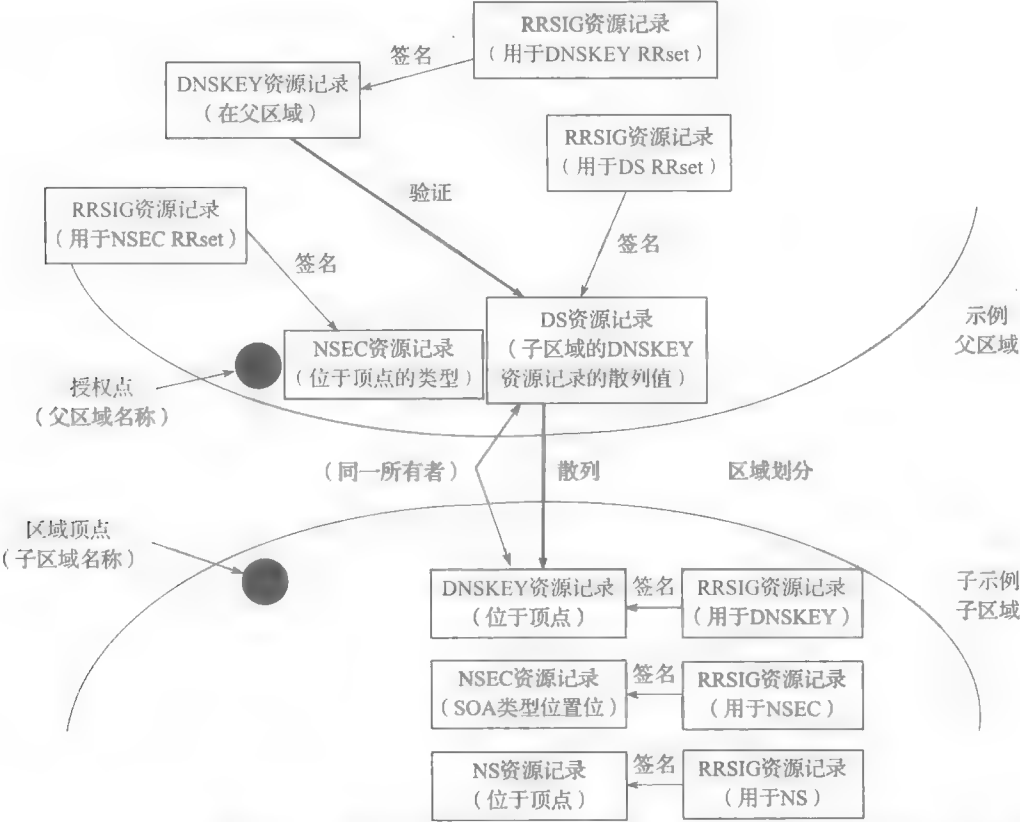 RRSIG资源记录
（用于DNSKEY RRset）
签名
DNSKEY资源记录
（在父区域）
RRSIG资源记录
（用于DS RRset）
验证
RRSIG资源记录
（用于NSEC RRset）
签名
签名
DS资源记录
（子区域的DNSKEY
资源记录的散列值）
示例
父区域
NSEC资源记录
（位于顶点的类型）
授权点
（父区域名称）
（同一所有者）
散列
区域划分
区域顶点
（子区域名称）
DNSKEY资源记录
（位于顶点）
签名
RRSIG资源记录
（用于DNSKEY）
子示例
子区域
NSEC资源记录
（SOA类型位置位）
签名
RRSIG资源记录
（用于NSEC）
NS资源记录
（位于顶点）
签名
RRSIG资源记录
（用于NS）